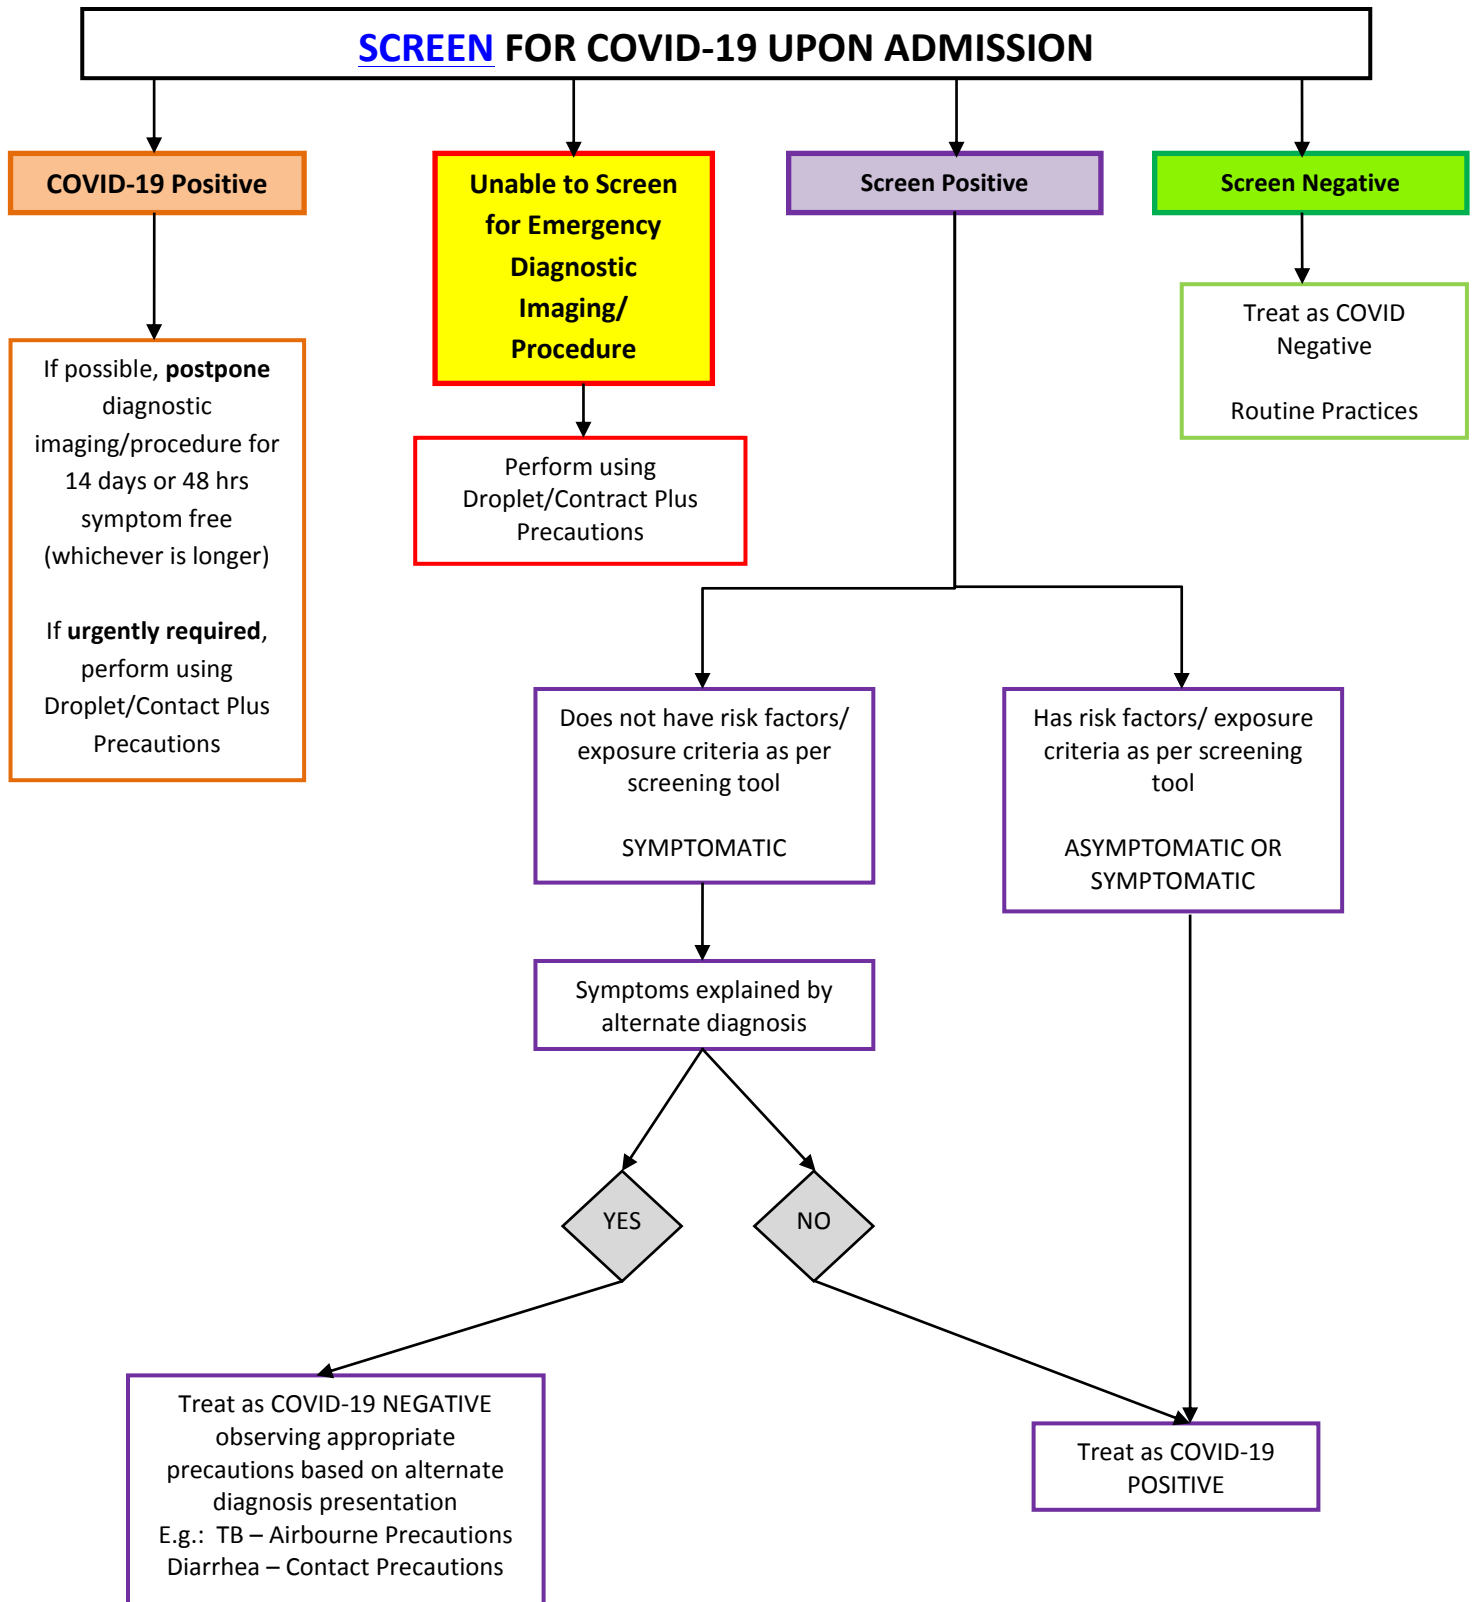 SCREEN FOR COVID-19 UPON ADMISSION
COVID-19 Positive
If possible, postpone
diagnostic
imaging/procedure for
14 days or 48 hrs
symptom free
(whichever is longer)
If urgently required,
perform using
Droplet/Contact Plus
Precautions
Unable to Screen
for Emergency
Diagnostic
Imaging/
Procedure
Perform using
Droplet/Contract Plus
Precautions
Screen Positive
Does not have risk factors/
exposure criteria as per
screening tool
SYMPTOMATIC
Has risk factors/ exposure
criteria as per screening
tool
ASYMPTOMATIC OR
SYMPTOMATIC
Symptoms explained by
alternate diagnosis
YES
NO
Treat as COVID-19 NEGATIVE
observing appropriate
precautions based on alternate
diagnosis presentation
E.g.: TB – Airbourne Precautions
Diarrhea – Contact Precautions
Treat as COVID-19
POSITIVE
Screen Negative
Treat as COVID
Negative
Routine Practices